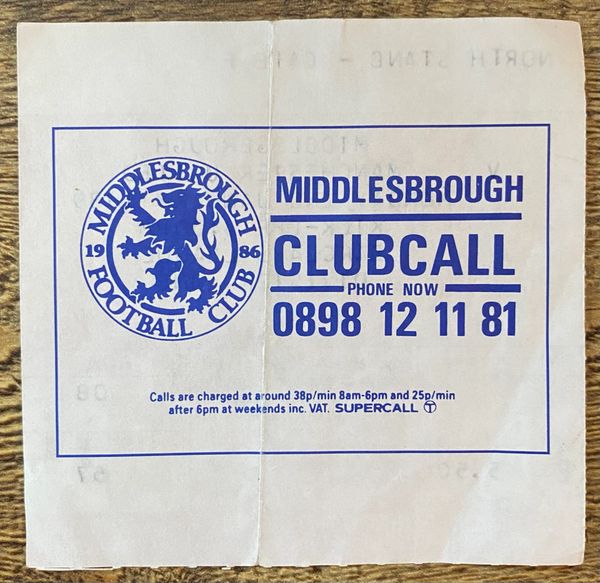 MIDDLESBROUGH
1986
FOOTBALL CLUB
MIDDLESBROUGH
CLUBCALL
PHONE NOW
0898 12 11 81
Calls are charged at around 38p/min 8am-6pm and 25p/min
after 6pm at weekends inc. VAT. SUPERCALL T